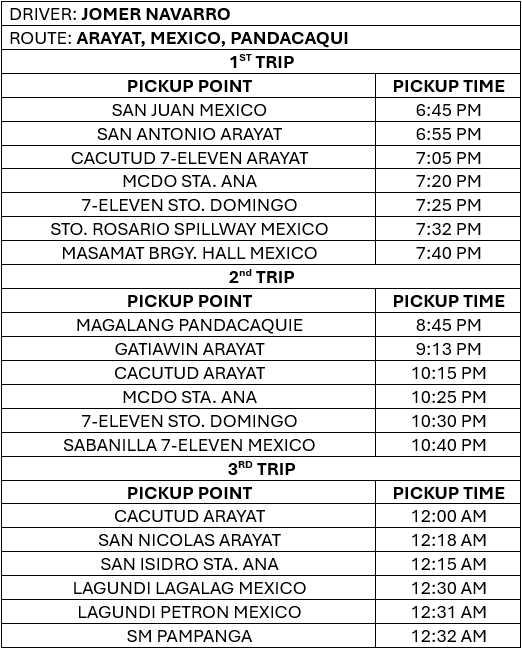 DRIVER: JOMER NAVARRO
ROUTE: ARAYAT, MEXICO, PANDACAQUI
1ST TRIP
PICKUP POINT PICKUP TIME
SAN JUAN MEXICO 6:45 PM
SAN ANTONIO ARAYAT 6:55 PM
CACUTUD 7-ELEVEN ARAYAT 7:05 PM
MCDO STA. ANA 7:20 PM
7-ELEVEN STO. DOMINGO 7:25 PM
STO. ROSARIO SPILLWAY MEXICO 7:32 PM
MASAMAT BRGY. HALL MEXICO 7:40 PM
2nd TRIP
PICKUP POINT PICKUP TIME
MAGALANG PANDACAQUIE 8:45 PM
GATIAWIN ARAYAT 9:13 PM
CACUTUD ARAYAT 10:15 PM
MCDO STA. ANA 10:25 PM
7-ELEVEN STO. DOMINGO 10:30 PM
SABANILLA 7-ELEVEN MEXICO 10:40 PM
3RD TRIP
PICKUP POINT PICKUP TIME
CACUTUD ARAYAT 12:00 AM
SAN NICOLAS ARAYAT 12:18 AM
SAN ISIDRO STA. ANA 12:15 AM
LAGUNDI LAGALAG MEXICO 12:30 AM
LAGUNDI PETRON MEXICO 12:31 AM
SM PAMPANGA 12:32 AM